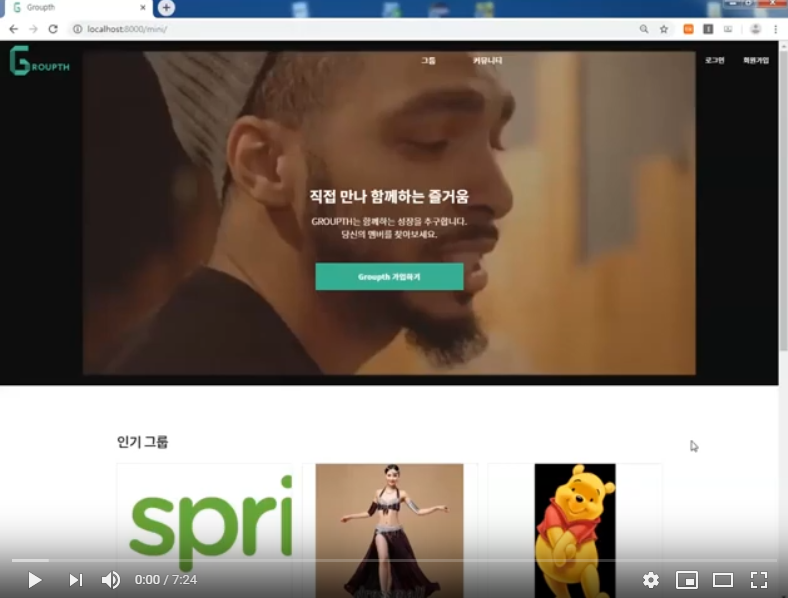 Groupth
localhost:8000/mini/
GROUPTH
그룹
커뮤니티
로그인
회원가입
직접 만나 함께하는 즐거움
GROUPTH는 함께하는 성장을 추구합니다.
당신의 멤버를 찾아보세요.
Groupth 가입하기
인기 그룹
spri
0:00 / 7:24